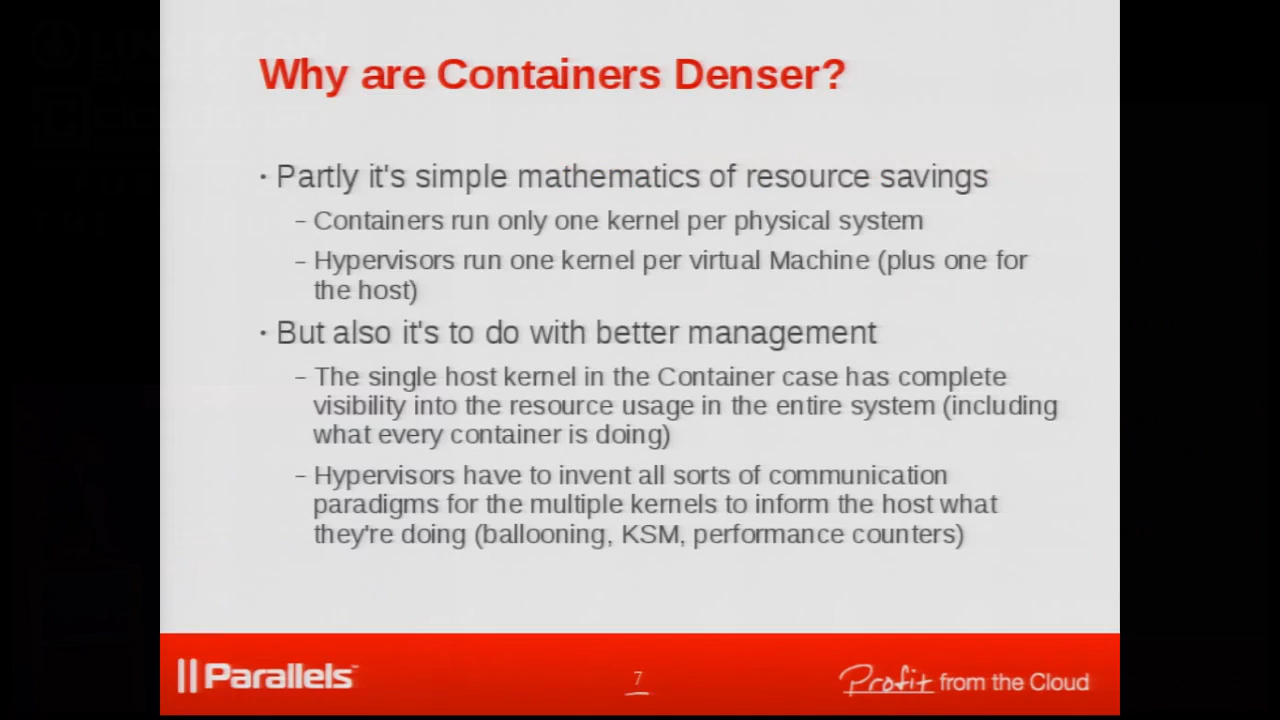 Why are Containers Denser?
· Partly it's simple mathematics of resource savings
– Containers run only one kernel per physical system
– Hypervisors run one kernel per virtual Machine (plus one for
the host)
· But also it's to do with better management
– The single host kernel in the Container case has complete
visibility into the resource usage in the entire system (including
what every container is doing)
– Hypervisors have to invent all sorts of communication
paradigms for the multiple kernels to inform the host what
they're doing (ballooning, KSM, performance counters)
Parallels™
7
Profit from the Cloud